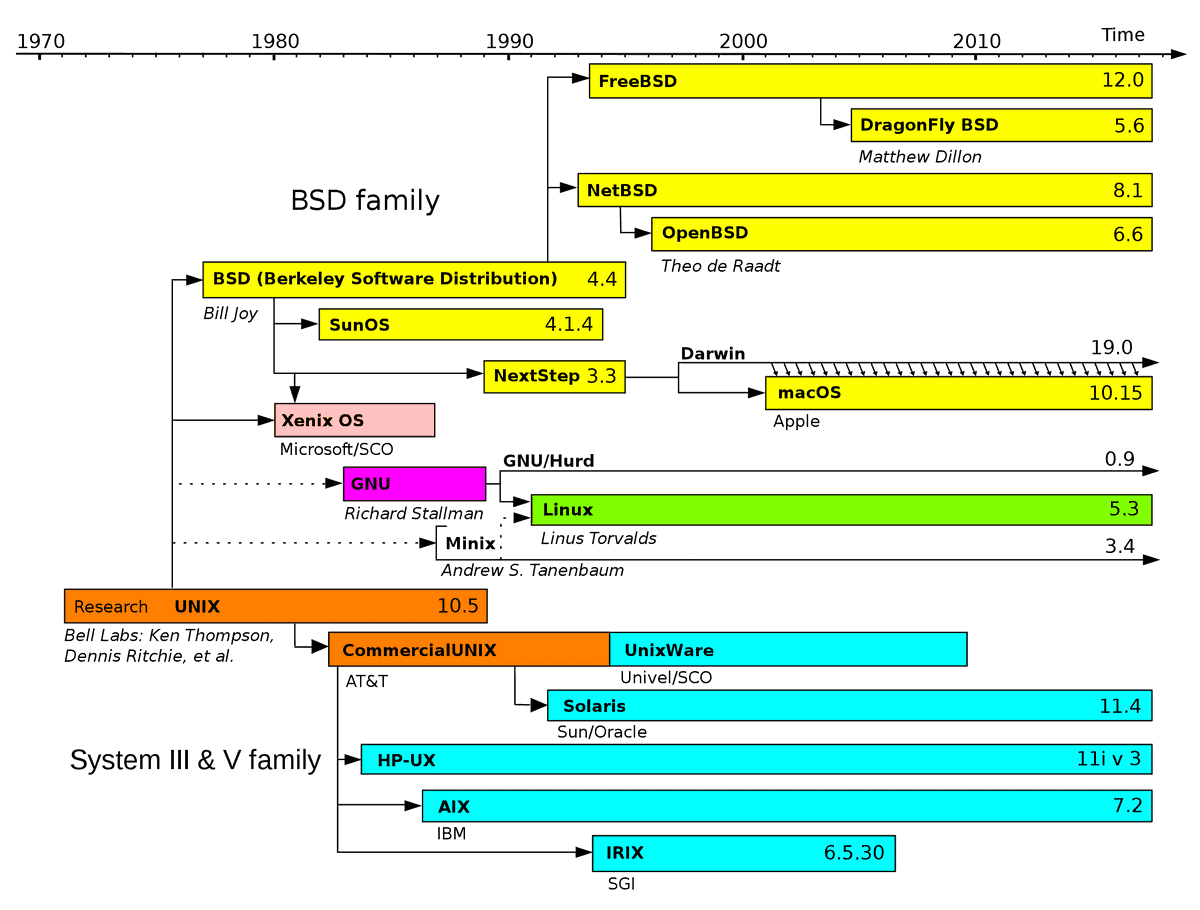 1970 1980 1990 2000 2010 Time
FreeBSD 12.0
DragonFly BSD 5.6
Matthew Dillon
NetBSD 8.1
BSD family
OpenBSD 6.6
Theo de Raadt
BSD (Berkeley Software Distribution) 4.4
Bill Joy
SunOS 4.1.4
Darwin 19.0
NextStep 3.3
macOS 10.15
Apple
Xenix OS
Microsoft/SCO
GNU/Hurd 0.9
GNU
Richard Stallman
Linux 5.3
Linus Torvalds
Minix 3.4
Andrew S. Tanenbaum
Research UNIX 10.5
Bell Labs: Ken Thompson,
Dennis Ritchie, et al.
CommercialUNIX UnixWare
AT&T Univel/SCO
Solaris 11.4
Sun/Oracle
System III & V family
HP-UX 11i v 3
AIX 7.2
IBM
IRIX 6.5.30
SGI